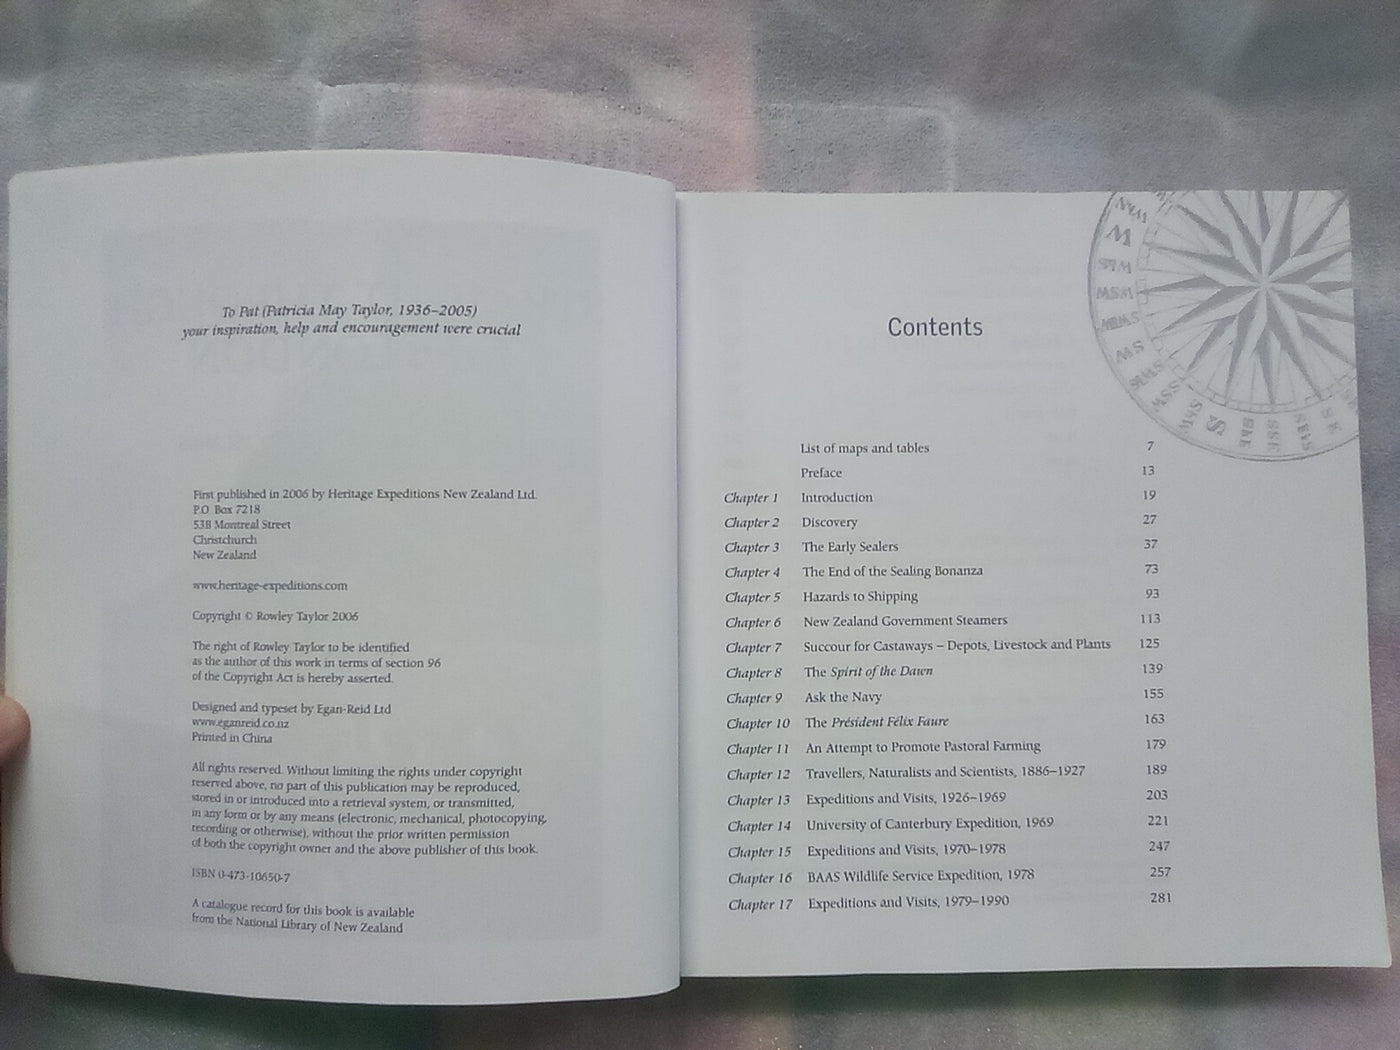 To Pat (Patricia May Taylor, 1936–2005)
your inspiration, help and encouragement were crucial
First published in 2006 by Heritage Expeditions New Zealand Ltd.
P.O. Box 7218
53B Montreal Street
Christchurch
New Zealand
www.heritage-expeditions.com
Copyright © Rowley Taylor 2006
The right of Rowley Taylor to be identified
as the author of this work in terms of section 96
of the Copyright Act is hereby asserted.
Designed and typeset by Egan-Reid Ltd
www.eganreid.co.nz
Printed in China
All rights reserved. Without limiting the rights under copyright
reserved above, no part of this publication may be reproduced,
stored in or introduced into a retrieval system, or transmitted,
in any form or by any means (electronic, mechanical, photocopying,
recording or otherwise), without the prior written permission
of both the copyright owner and the above publisher of this book.
ISBN 0-473-10650-7
A catalogue record for this book is available
from the National Library of New Zealand
Contents
List of maps and tables 7
Preface 13
Chapter 1 Introduction 19
Chapter 2 Discovery 27
Chapter 3 The Early Sealers 37
Chapter 4 The End of the Sealing Bonanza 73
Chapter 5 Hazards to Shipping 93
Chapter 6 New Zealand Government Steamers 113
Chapter 7 Succour for Castaways – Depots, Livestock and Plants 125
Chapter 8 The Spirit of the Dawn 139
Chapter 9 Ask the Navy 155
Chapter 10 The Président Félix Faure 163
Chapter 11 An Attempt to Promote Pastoral Farming 179
Chapter 12 Travellers, Naturalists and Scientists, 1886–1927 189
Chapter 13 Expeditions and Visits, 1926–1969 203
Chapter 14 University of Canterbury Expedition, 1969 221
Chapter 15 Expeditions and Visits, 1970–1978 247
Chapter 16 BAAS Wildlife Service Expedition, 1978 257
Chapter 17 Expeditions and Visits, 1979–1990 281
W
WSW
SW
SSW
S
SSE
SE